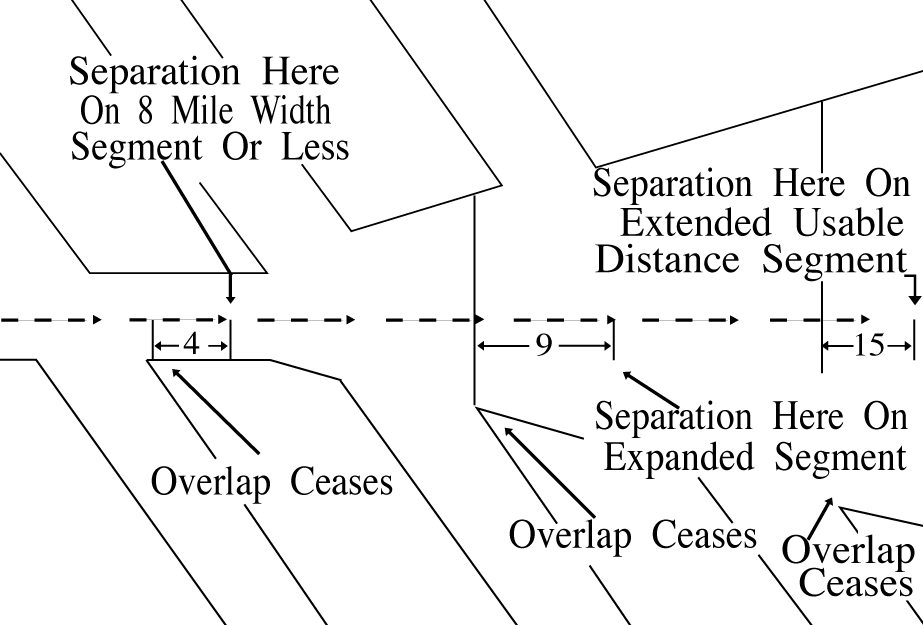 Separation Here
On 8 Mile Width
Segment Or Less
Separation Here On
Extended Usable
Distance Segment
4
9
15
Separation Here On
Expanded Segment
Overlap Ceases
Overlap Ceases
Overlap
Ceases